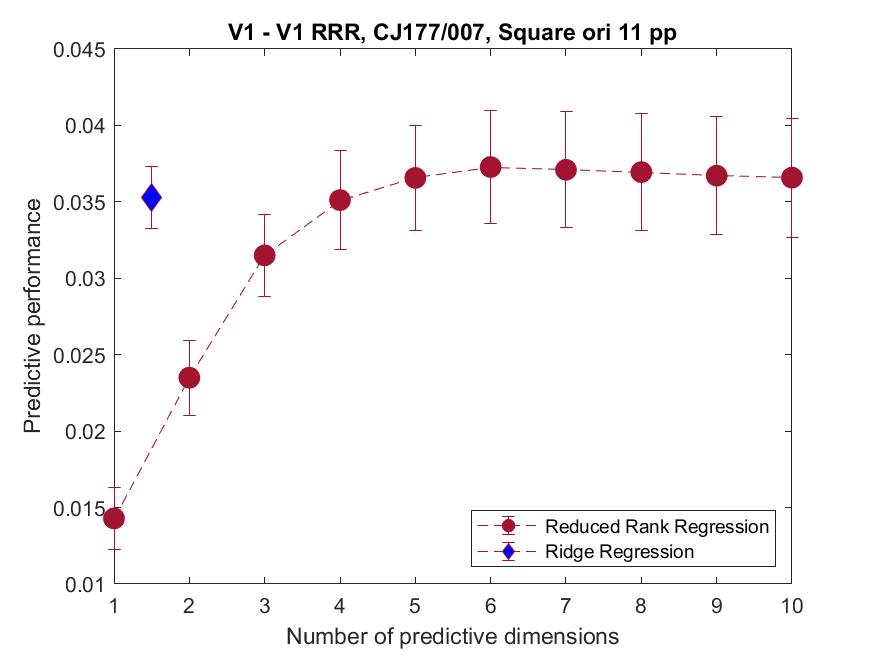 V1 - V1 RRR, CJ177/007, Square ori 11 pp
0.045
0.04
0.035
0.03
0.025
0.02
0.015
0.01
Predictive performance
1 2 3 4 5 6 7 8 9 10
Number of predictive dimensions
Reduced Rank Regression
Ridge Regression